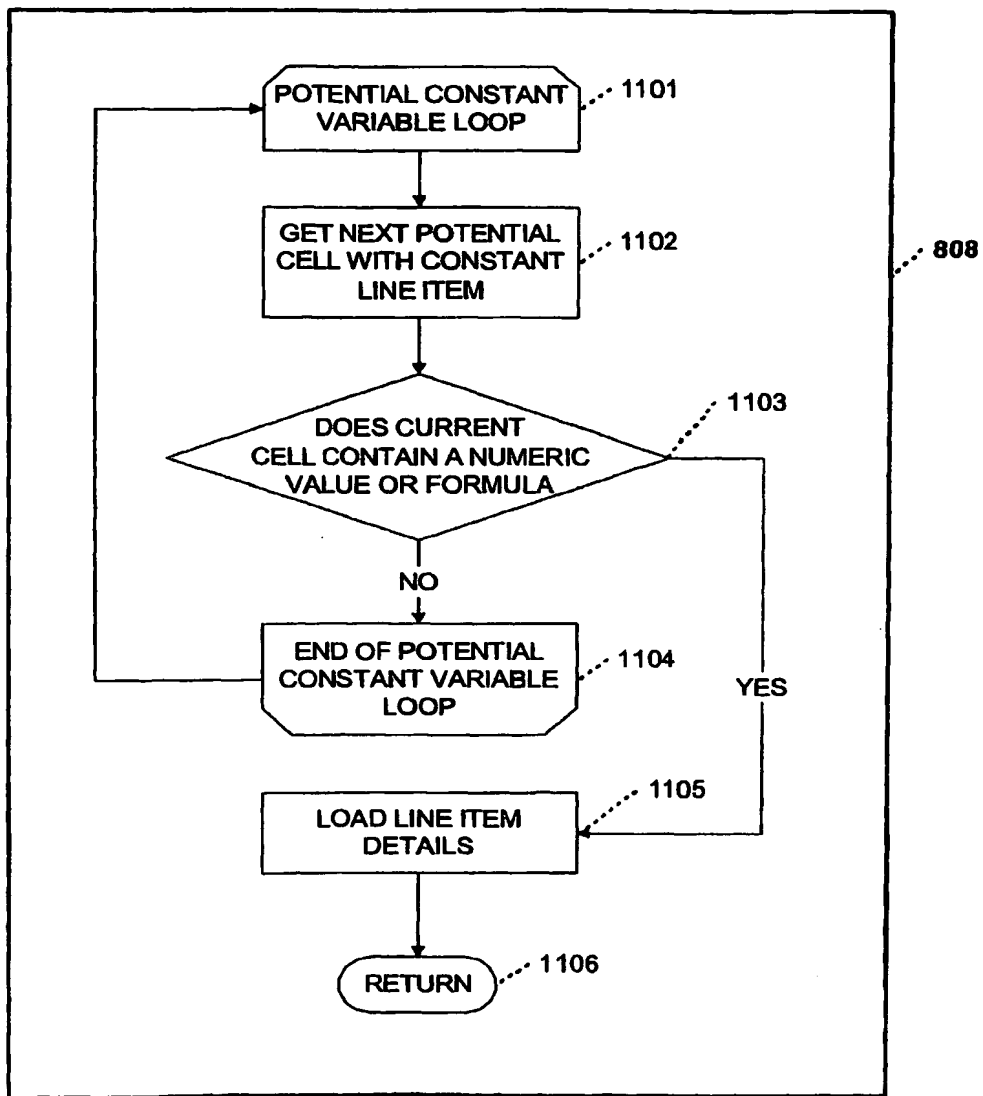 POTENTIAL CONSTANT
VARIABLE LOOP
1101
GET NEXT POTENTIAL
CELL WITH CONSTANT
LINE ITEM
1102
808
DOES CURRENT
CELL CONTAIN A NUMERIC
VALUE OR FORMULA
1103
NO
END OF POTENTIAL
CONSTANT VARIABLE
LOOP
1104
YES
LOAD LINE ITEM
DETAILS
1105
RETURN
1106